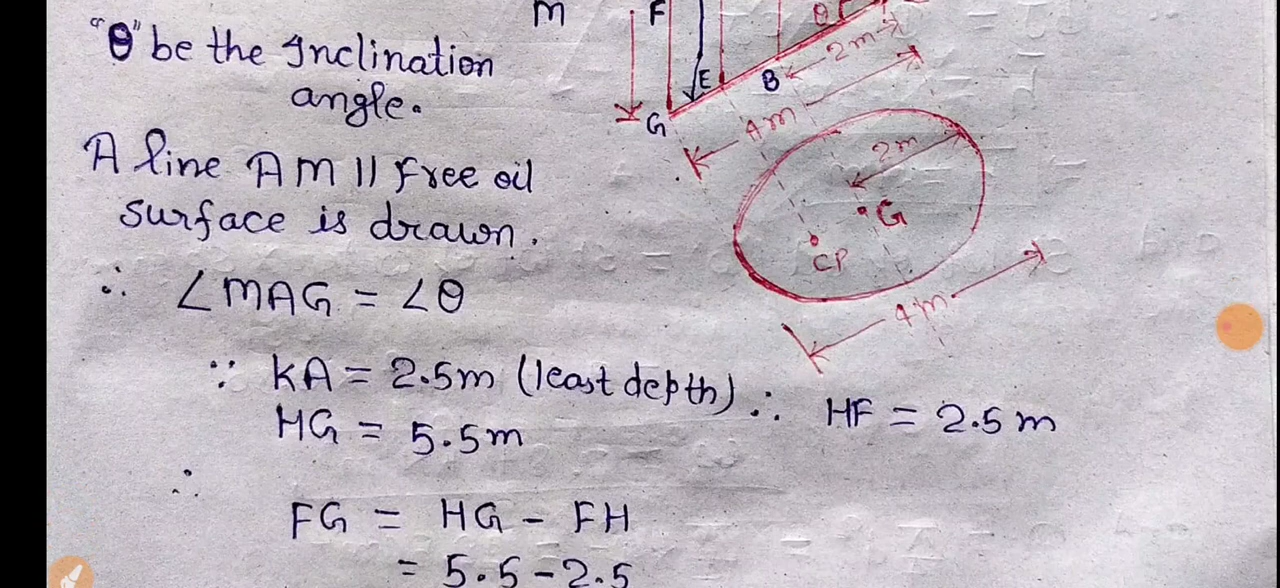 m F θ
"θ" be the Inclination
angle.
E B 2m
G 4m
A line AM || free oil
surface is drawn.
2m
G
CP
4m
∴ ∠MAG = ∠θ
∵ KA = 2.5m (least depth) ∴ HF = 2.5m
HG = 5.5m
∴
FG = HG - FH
= 5.5-2.5